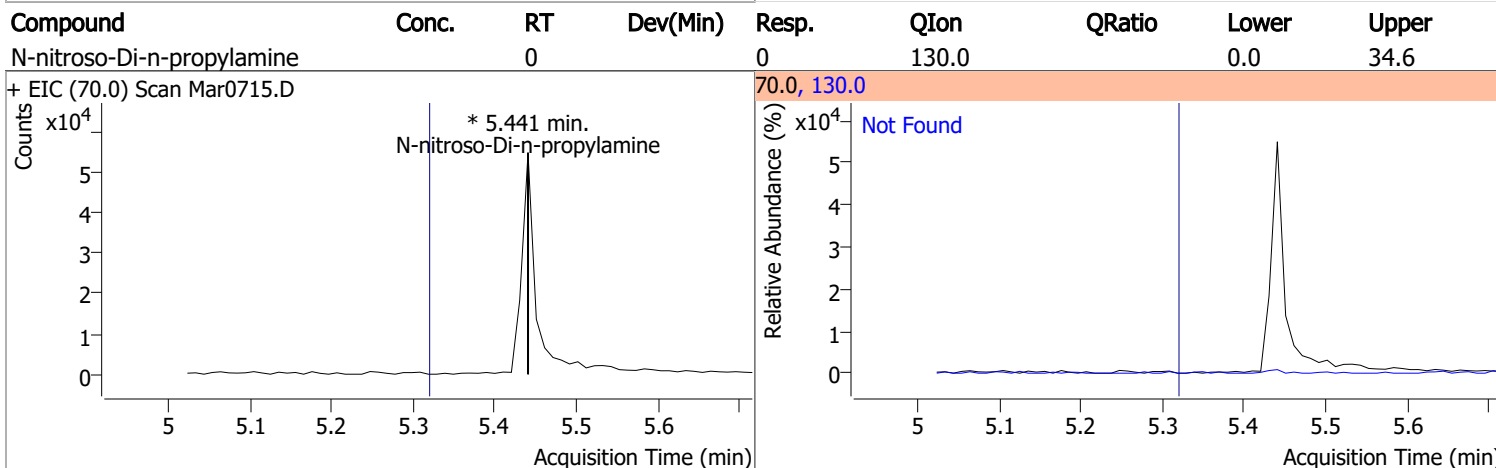 Compound Conc. RT Dev(Min) Resp. QIon QRatio Lower Upper
N-nitroso-Di-n-propylamine 0 0 130.0 0.0 34.6
+ EIC (70.0) Scan Mar0715.D
Counts
x10^4
* 5.441 min.
N-nitroso-Di-n-propylamine
5
4
3
2
1
0
5 5.1 5.2 5.3 5.4 5.5 5.6
Acquisition Time (min)
70.0, 130.0
Relative Abundance (%)
x10^4
Not Found
5
4
3
2
1
0
5 5.1 5.2 5.3 5.4 5.5 5.6
Acquisition Time (min)